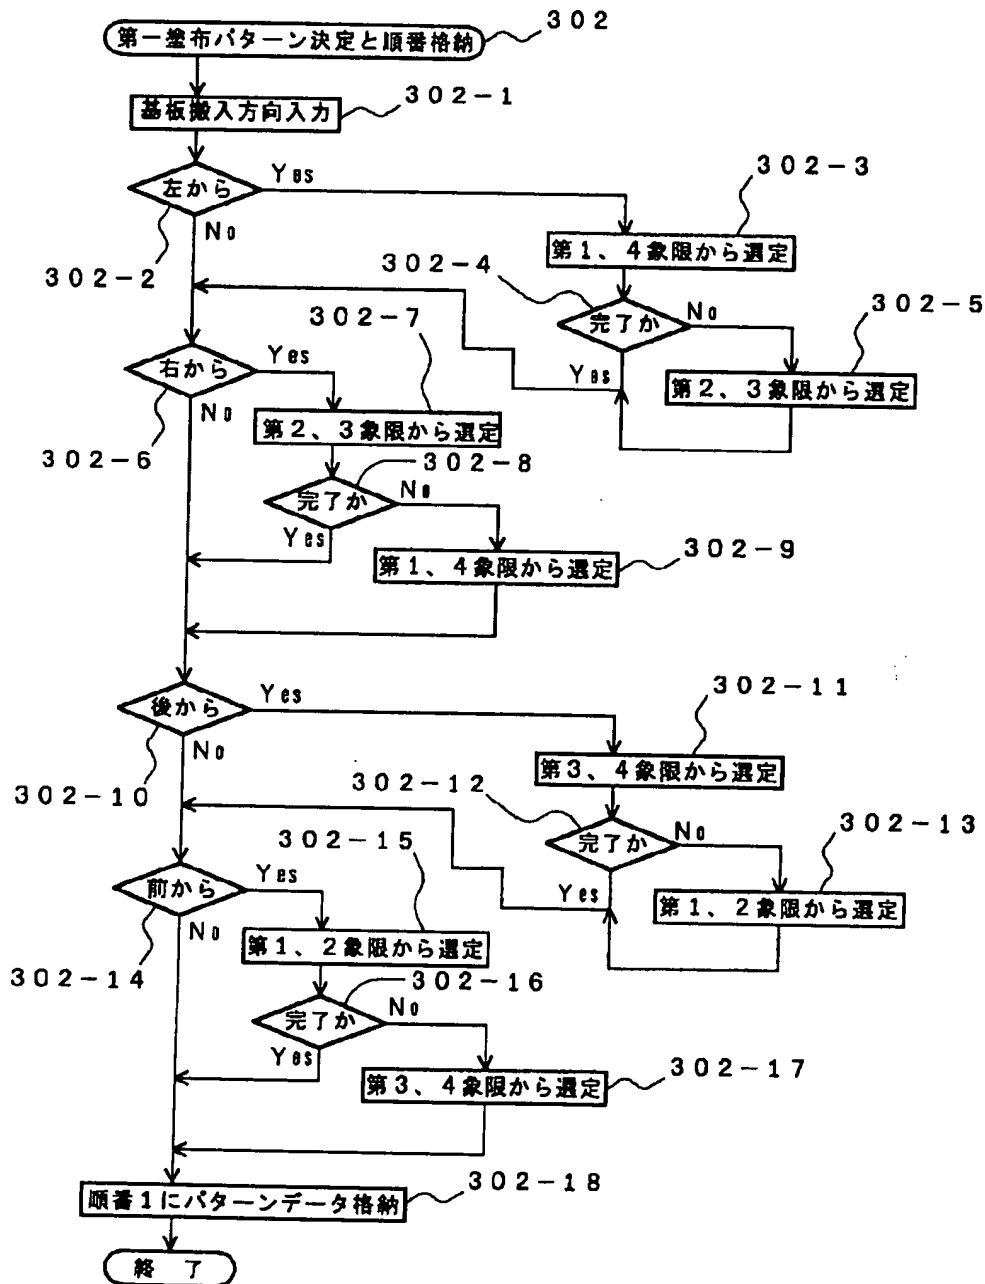 302
第一塗布パターン決定と順番格納
302-1
基板搬入方向入力
左から
Yes
No
302-2
302-3
第1、4象限から選定
302-4
完了か
No
Yes
302-5
第2、3象限から選定
右から
Yes
No
302-6
302-7
第2、3象限から選定
302-8
完了か
No
Yes
302-9
第1、4象限から選定
後から
Yes
No
302-10
302-11
第3、4象限から選定
302-12
完了か
No
Yes
302-13
第1、2象限から選定
前から
Yes
No
302-14
302-15
第1、2象限から選定
302-16
完了か
No
Yes
302-17
第3、4象限から選定
302-18
順番1にパターンデータ格納
終 了